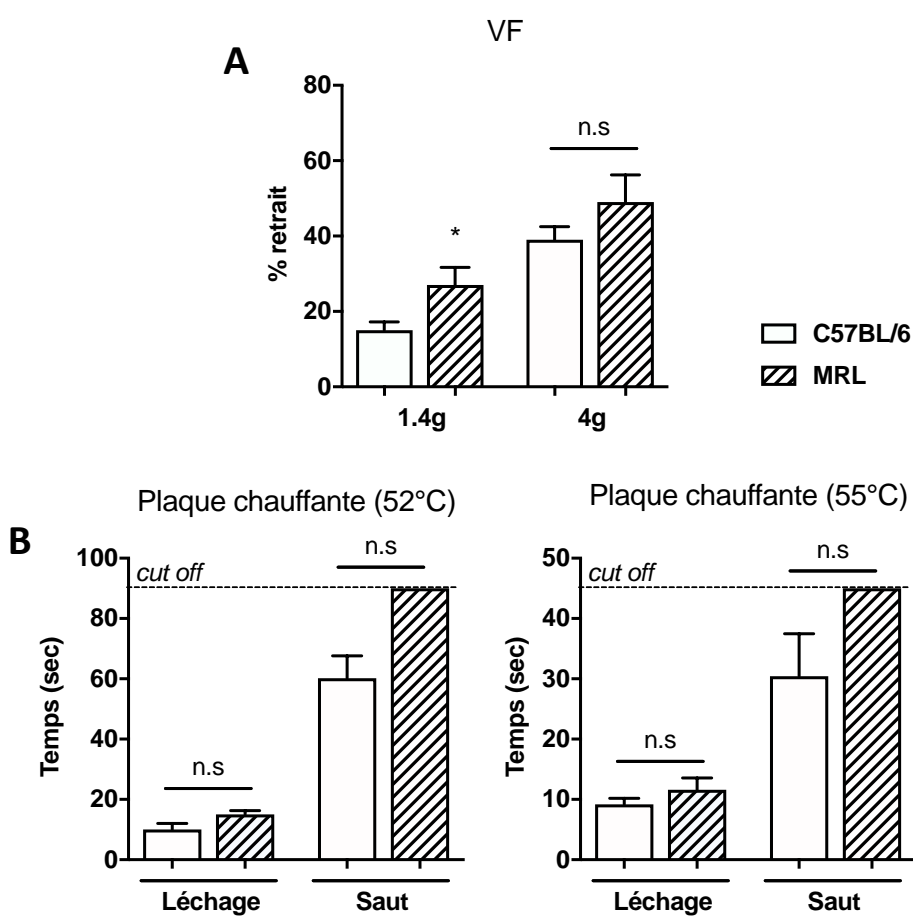 VF
A
80
60
40
20
0
% retrait
*
n.s
1.4g
4g
C57BL/6
MRL
B
Plaque chauffante (52°C)
100
80
60
40
20
0
Temps (sec)
cut off
n.s
n.s
Léchage
Saut
Plaque chauffante (55°C)
50
40
30
20
10
0
Temps (sec)
cut off
n.s
n.s
Léchage
Saut